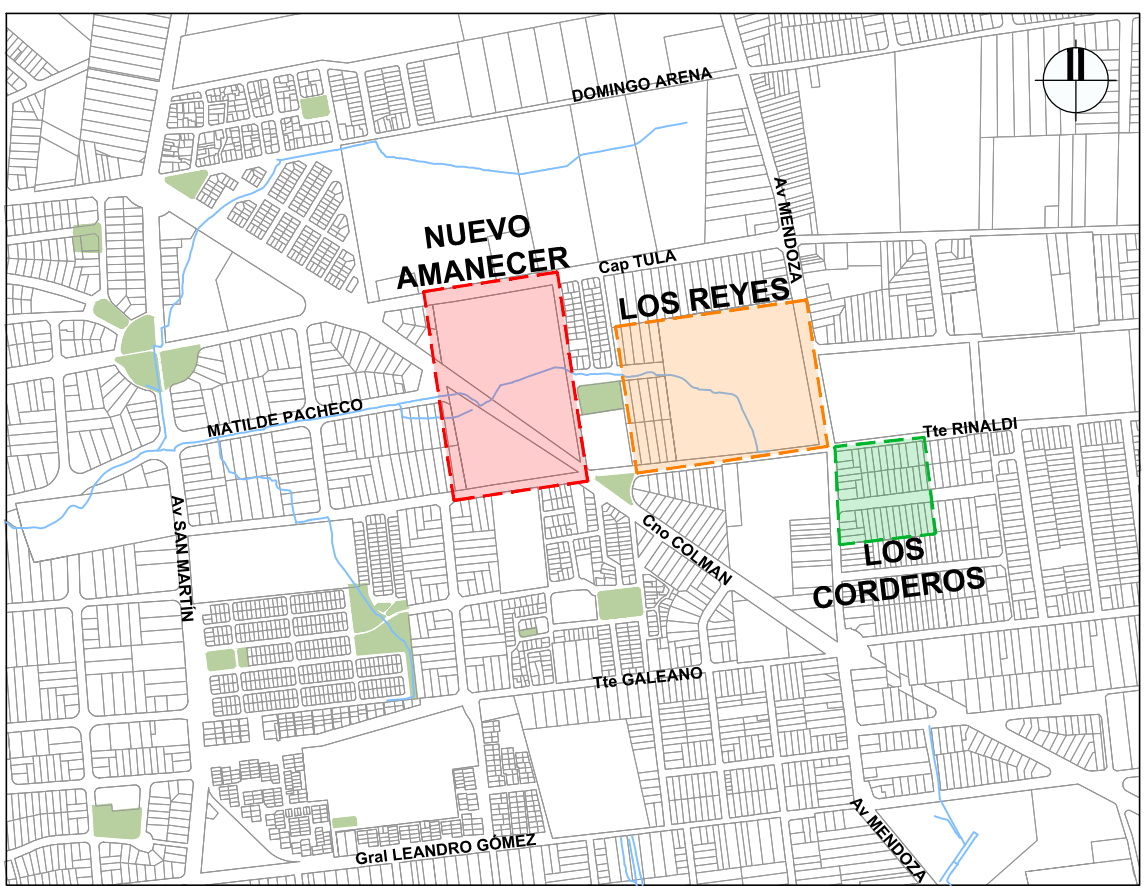 DOMINGO ARENA
Av MENDOZA
NUEVO
AMANECER
Cap TULA
LOS REYES
MATILDE PACHECO
Tte RINALDI
Av SAN MARTÍN
Cno COLMAN
LOS
CORDEROS
Tte GALEANO
Av MENDOZA
Gral LEANDRO GÓMEZ